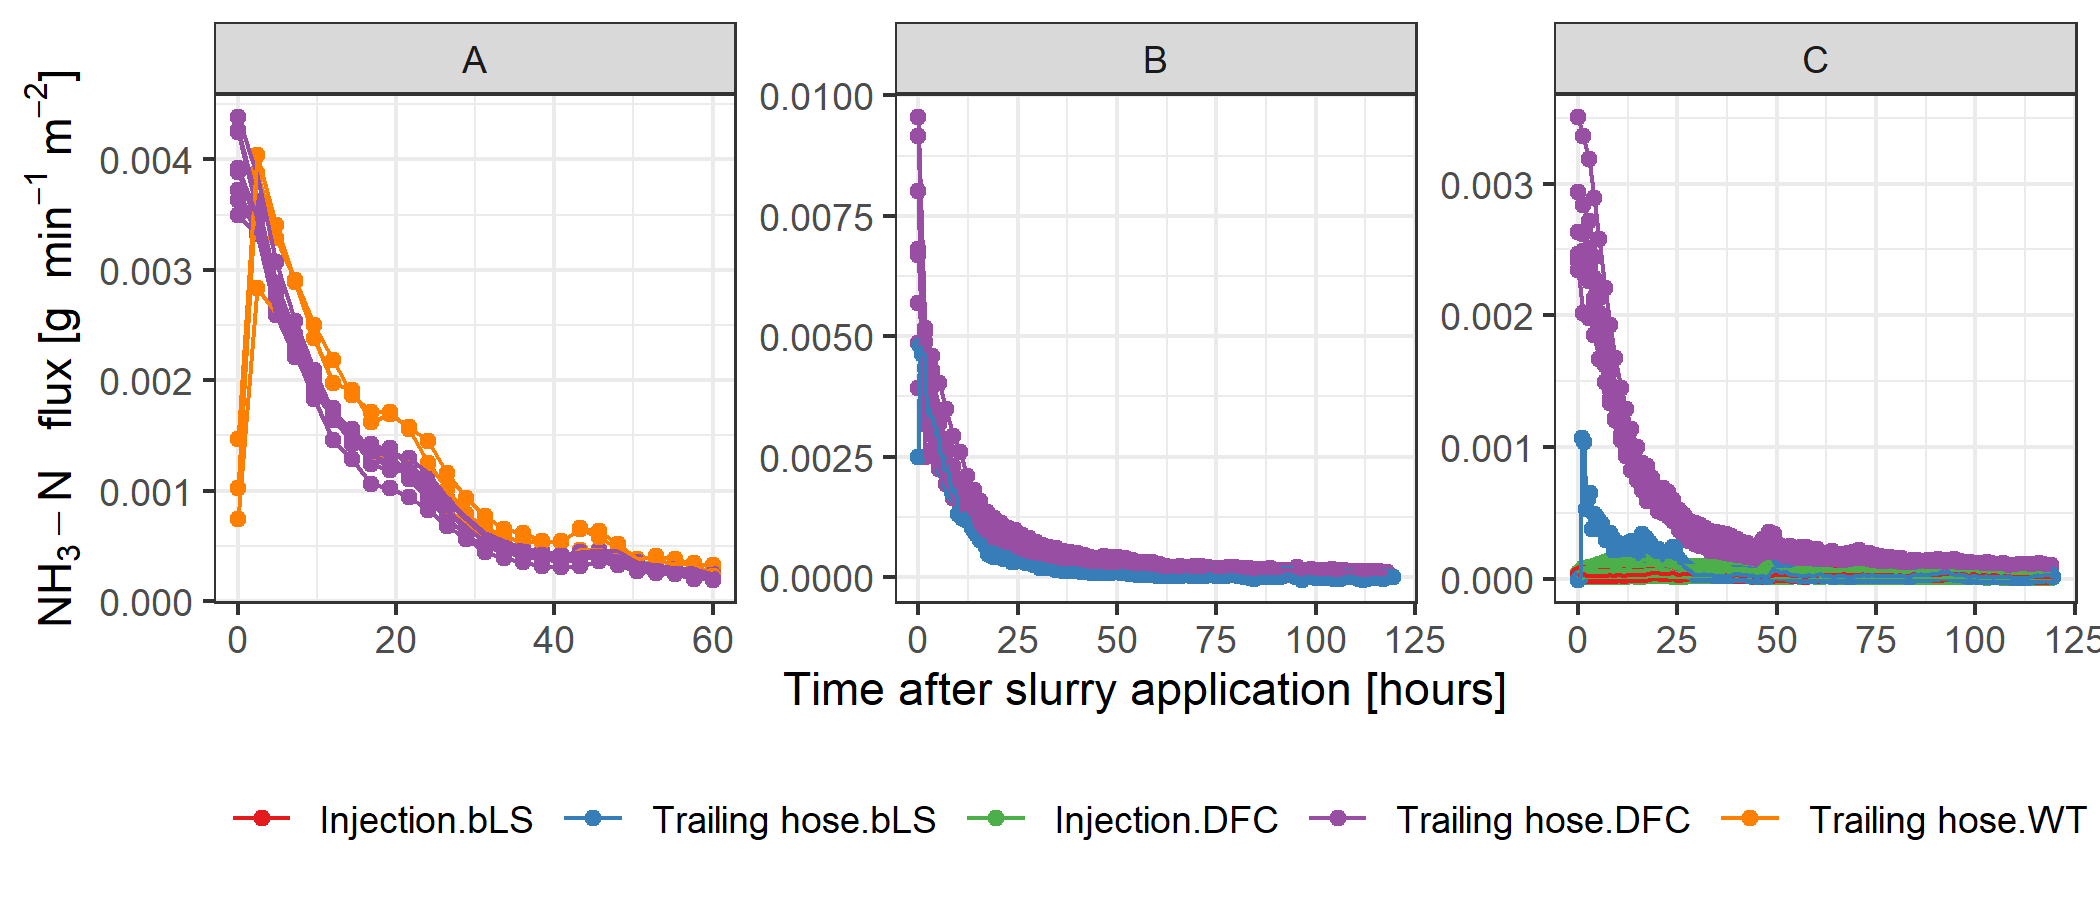 A
B
C
NH₃ − N flux [g min⁻¹ m⁻²]
0.004
0.003
0.002
0.001
0.000
0.0100
0.0075
0.0050
0.0025
0.0000
0.003
0.002
0.001
0.000
0 20 40 60
0 25 50 75 100 125
0 25 50 75 100 125
Time after slurry application [hours]
Injection.bLS Trailing hose.bLS Injection.DFC Trailing hose.DFC Trailing hose.WT